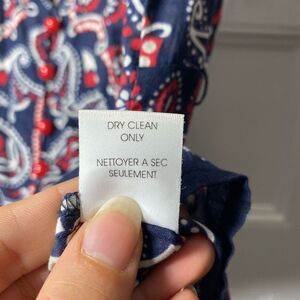 DRY CLEAN
ONLY
NETTOYER A SEC
SEULEMENT